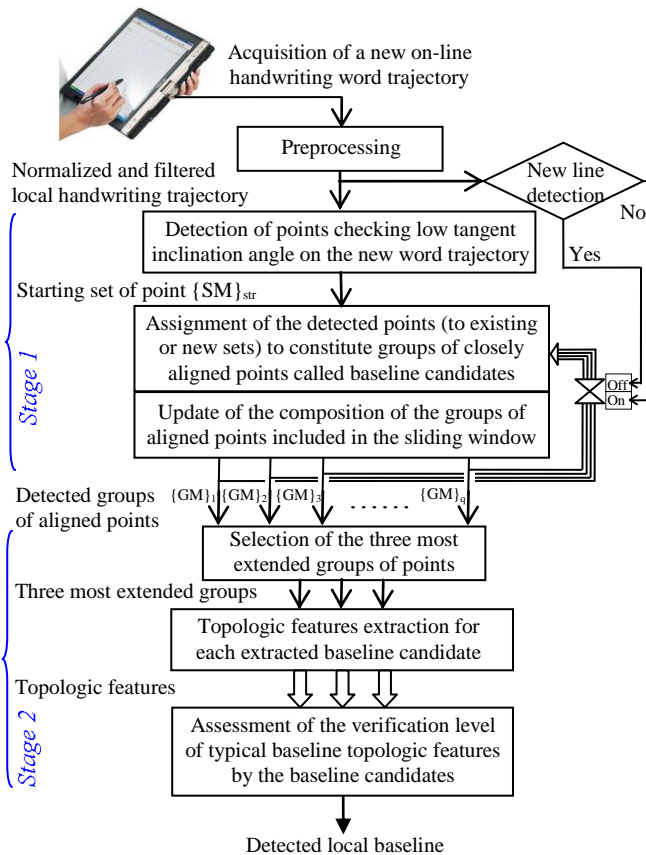 Acquisition of a new on-line
handwriting word trajectory
Preprocessing
New line
detection
Normalized and filtered
local handwriting trajectory
No
Yes
Detection of points checking low tangent
inclination angle on the new word trajectory
Starting set of point {SM}str
Stage 1
Assignment of the detected points (to existing
or new sets) to constitute groups of closely
aligned points called baseline candidates
Off
On
Update of the composition of the groups of
aligned points included in the sliding window
Detected groups
of aligned points
{GM}1 {GM}2 {GM}3 ...... {GM}q
Selection of the three most
extended groups of points
Three most extended groups
Topologic features extraction for
each extracted baseline candidate
Topologic features
Stage 2
Assessment of the verification level
of typical baseline topologic features
by the baseline candidates
Detected local baseline